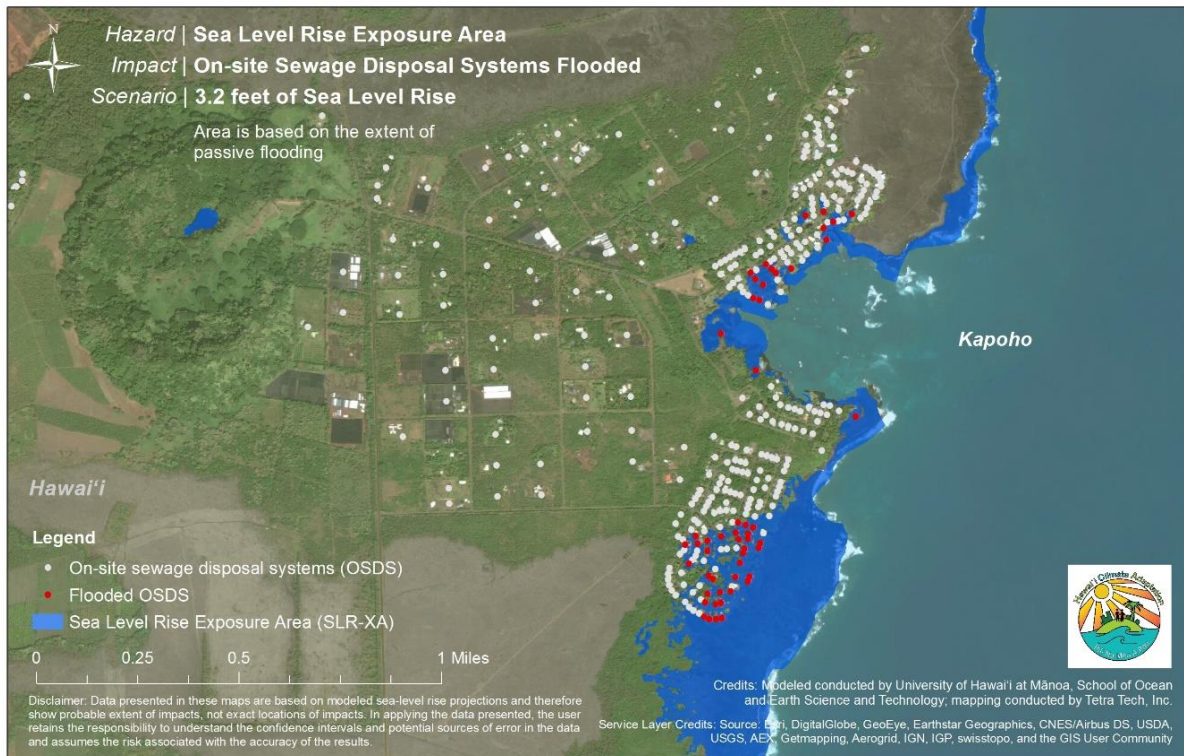 N
Hazard | Sea Level Rise Exposure Area
Impact | On-site Sewage Disposal Systems Flooded
Scenario | 3.2 feet of Sea Level Rise
Area is based on the extent of
passive flooding
Kapoho
Hawai‘i
Legend
On-site sewage disposal systems (OSDS)
Flooded OSDS
Sea Level Rise Exposure Area (SLR-XA)
0 0.25 0.5 1 Miles
Disclaimer: Data presented in these maps are based on modeled sea-level rise projections and therefore
show probable extent of impacts, not exact locations of impacts. In applying the data presented, the user
retains the responsibility to understand the confidence intervals and potential sources of error in the data
and assumes the risk associated with the accuracy of the results.
Hawai‘i Climate Adaptation
Credits: Modeled conducted by University of Hawai‘i at Mānoa, School of Ocean
and Earth Science and Technology; mapping conducted by Tetra Tech, Inc.
Service Layer Credits: Source: Esri, DigitalGlobe, GeoEye, Earthstar Geographics, CNES/Airbus DS, USDA,
USGS, AEX, Getmapping, Aerogrid, IGN, IGP, swisstopo, and the GIS User Community